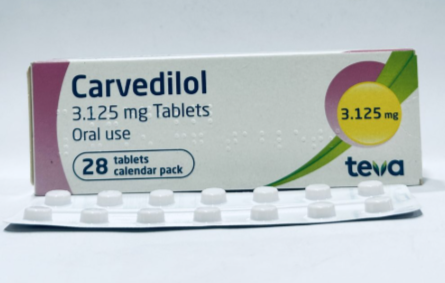 Carvedilol
3.125 mg Tablets
Oral use
28 tablets
calendar pack
3.125 mg
teva